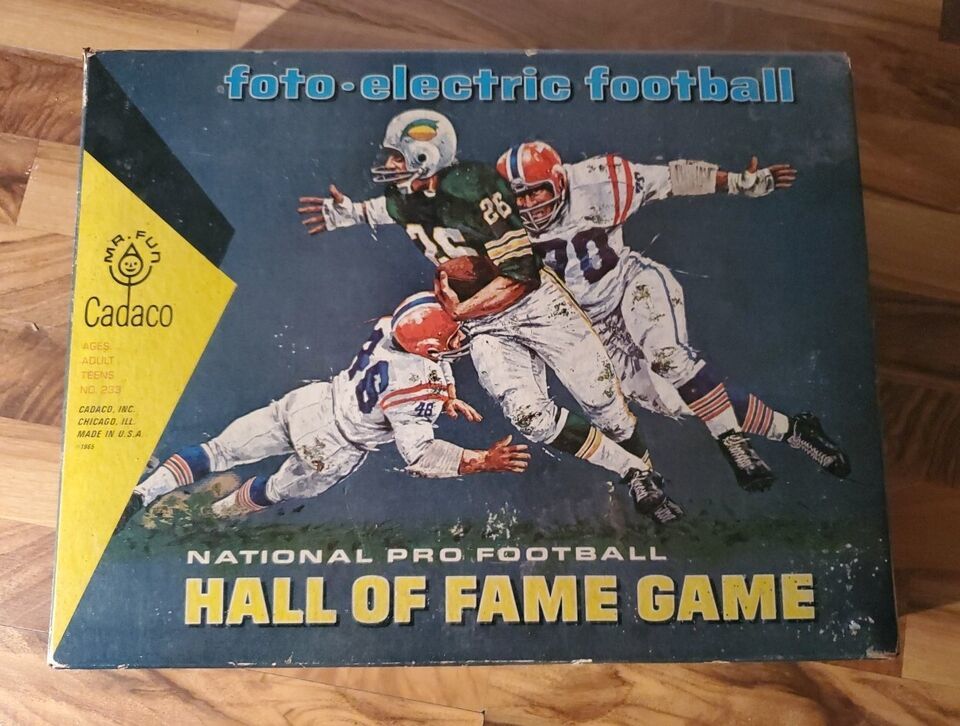 foto-electric football
MR. FUN
Cadaco
AGES
ADULT
TEENS
NO. 233
CADACO, INC.
CHICAGO, ILL.
MADE IN U.S.A.
©1965
26
26
48
NATIONAL PRO FOOTBALL
HALL OF FAME GAME